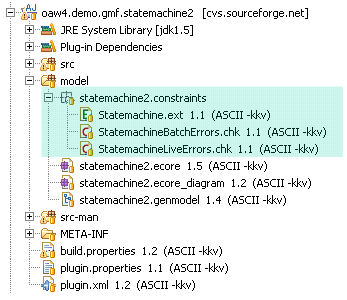 oaw4.demo.gmf.statemachine2 [cvs.sourceforge.net]
JRE System Library [jdk1.5]
Plug-in Dependencies
src
model
statemachine2.constraints
Statemachine.ext 1.1 (ASCII -kkv)
StatemachineBatchErrors.chk 1.1 (ASCII -kkv)
StatemachineLiveErrors.chk 1.1 (ASCII -kkv)
statemachine2.ecore 1.5 (ASCII -kkv)
statemachine2.ecore_diagram 1.2 (ASCII -kkv)
statemachine2.genmodel 1.4 (ASCII -kkv)
src-man
META-INF
build.properties 1.2 (ASCII -kkv)
plugin.properties 1.1 (ASCII -kkv)
plugin.xml 1.2 (ASCII -kkv)